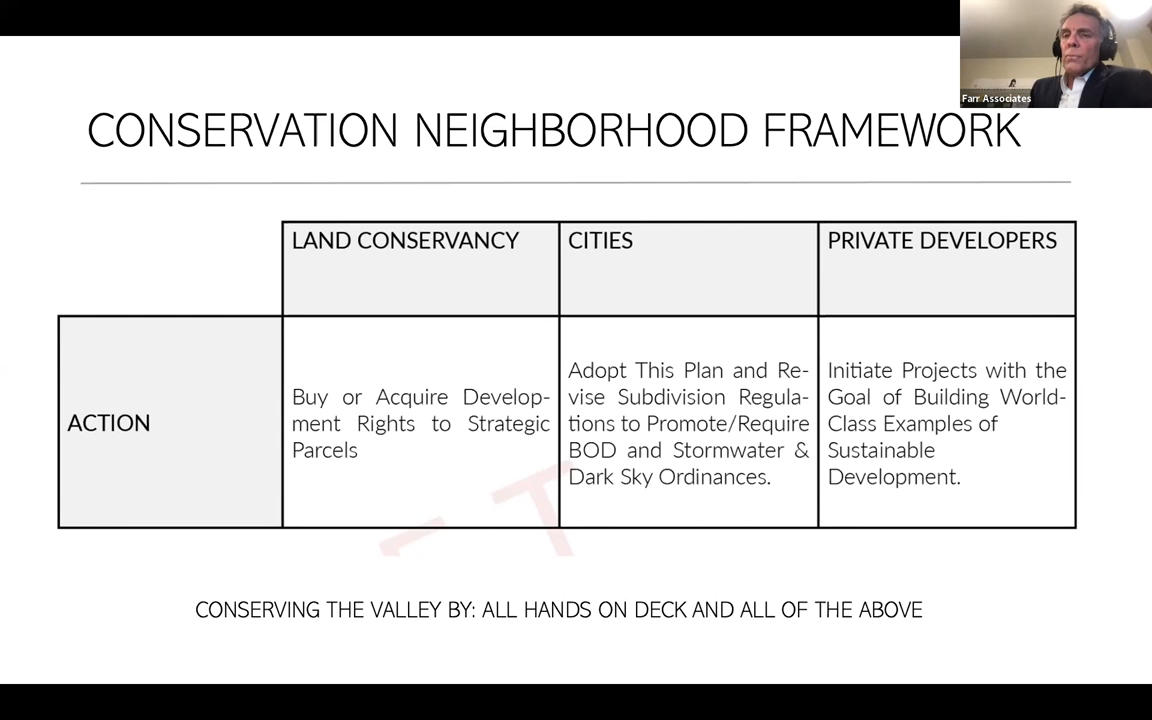 Farr Associates
CONSERVATION NEIGHBORHOOD FRAMEWORK
LAND CONSERVANCY
CITIES
PRIVATE DEVELOPERS
ACTION
Buy or Acquire Develop-
ment Rights to Strategic
Parcels
Adopt This Plan and Re-
vise Subdivision Regula-
tions to Promote/Require
BOD and Stormwater &
Dark Sky Ordinances.
Initiate Projects with the
Goal of Building World-
Class Examples of
Sustainable
Development.
CONSERVING THE VALLEY BY: ALL HANDS ON DECK AND ALL OF THE ABOVE